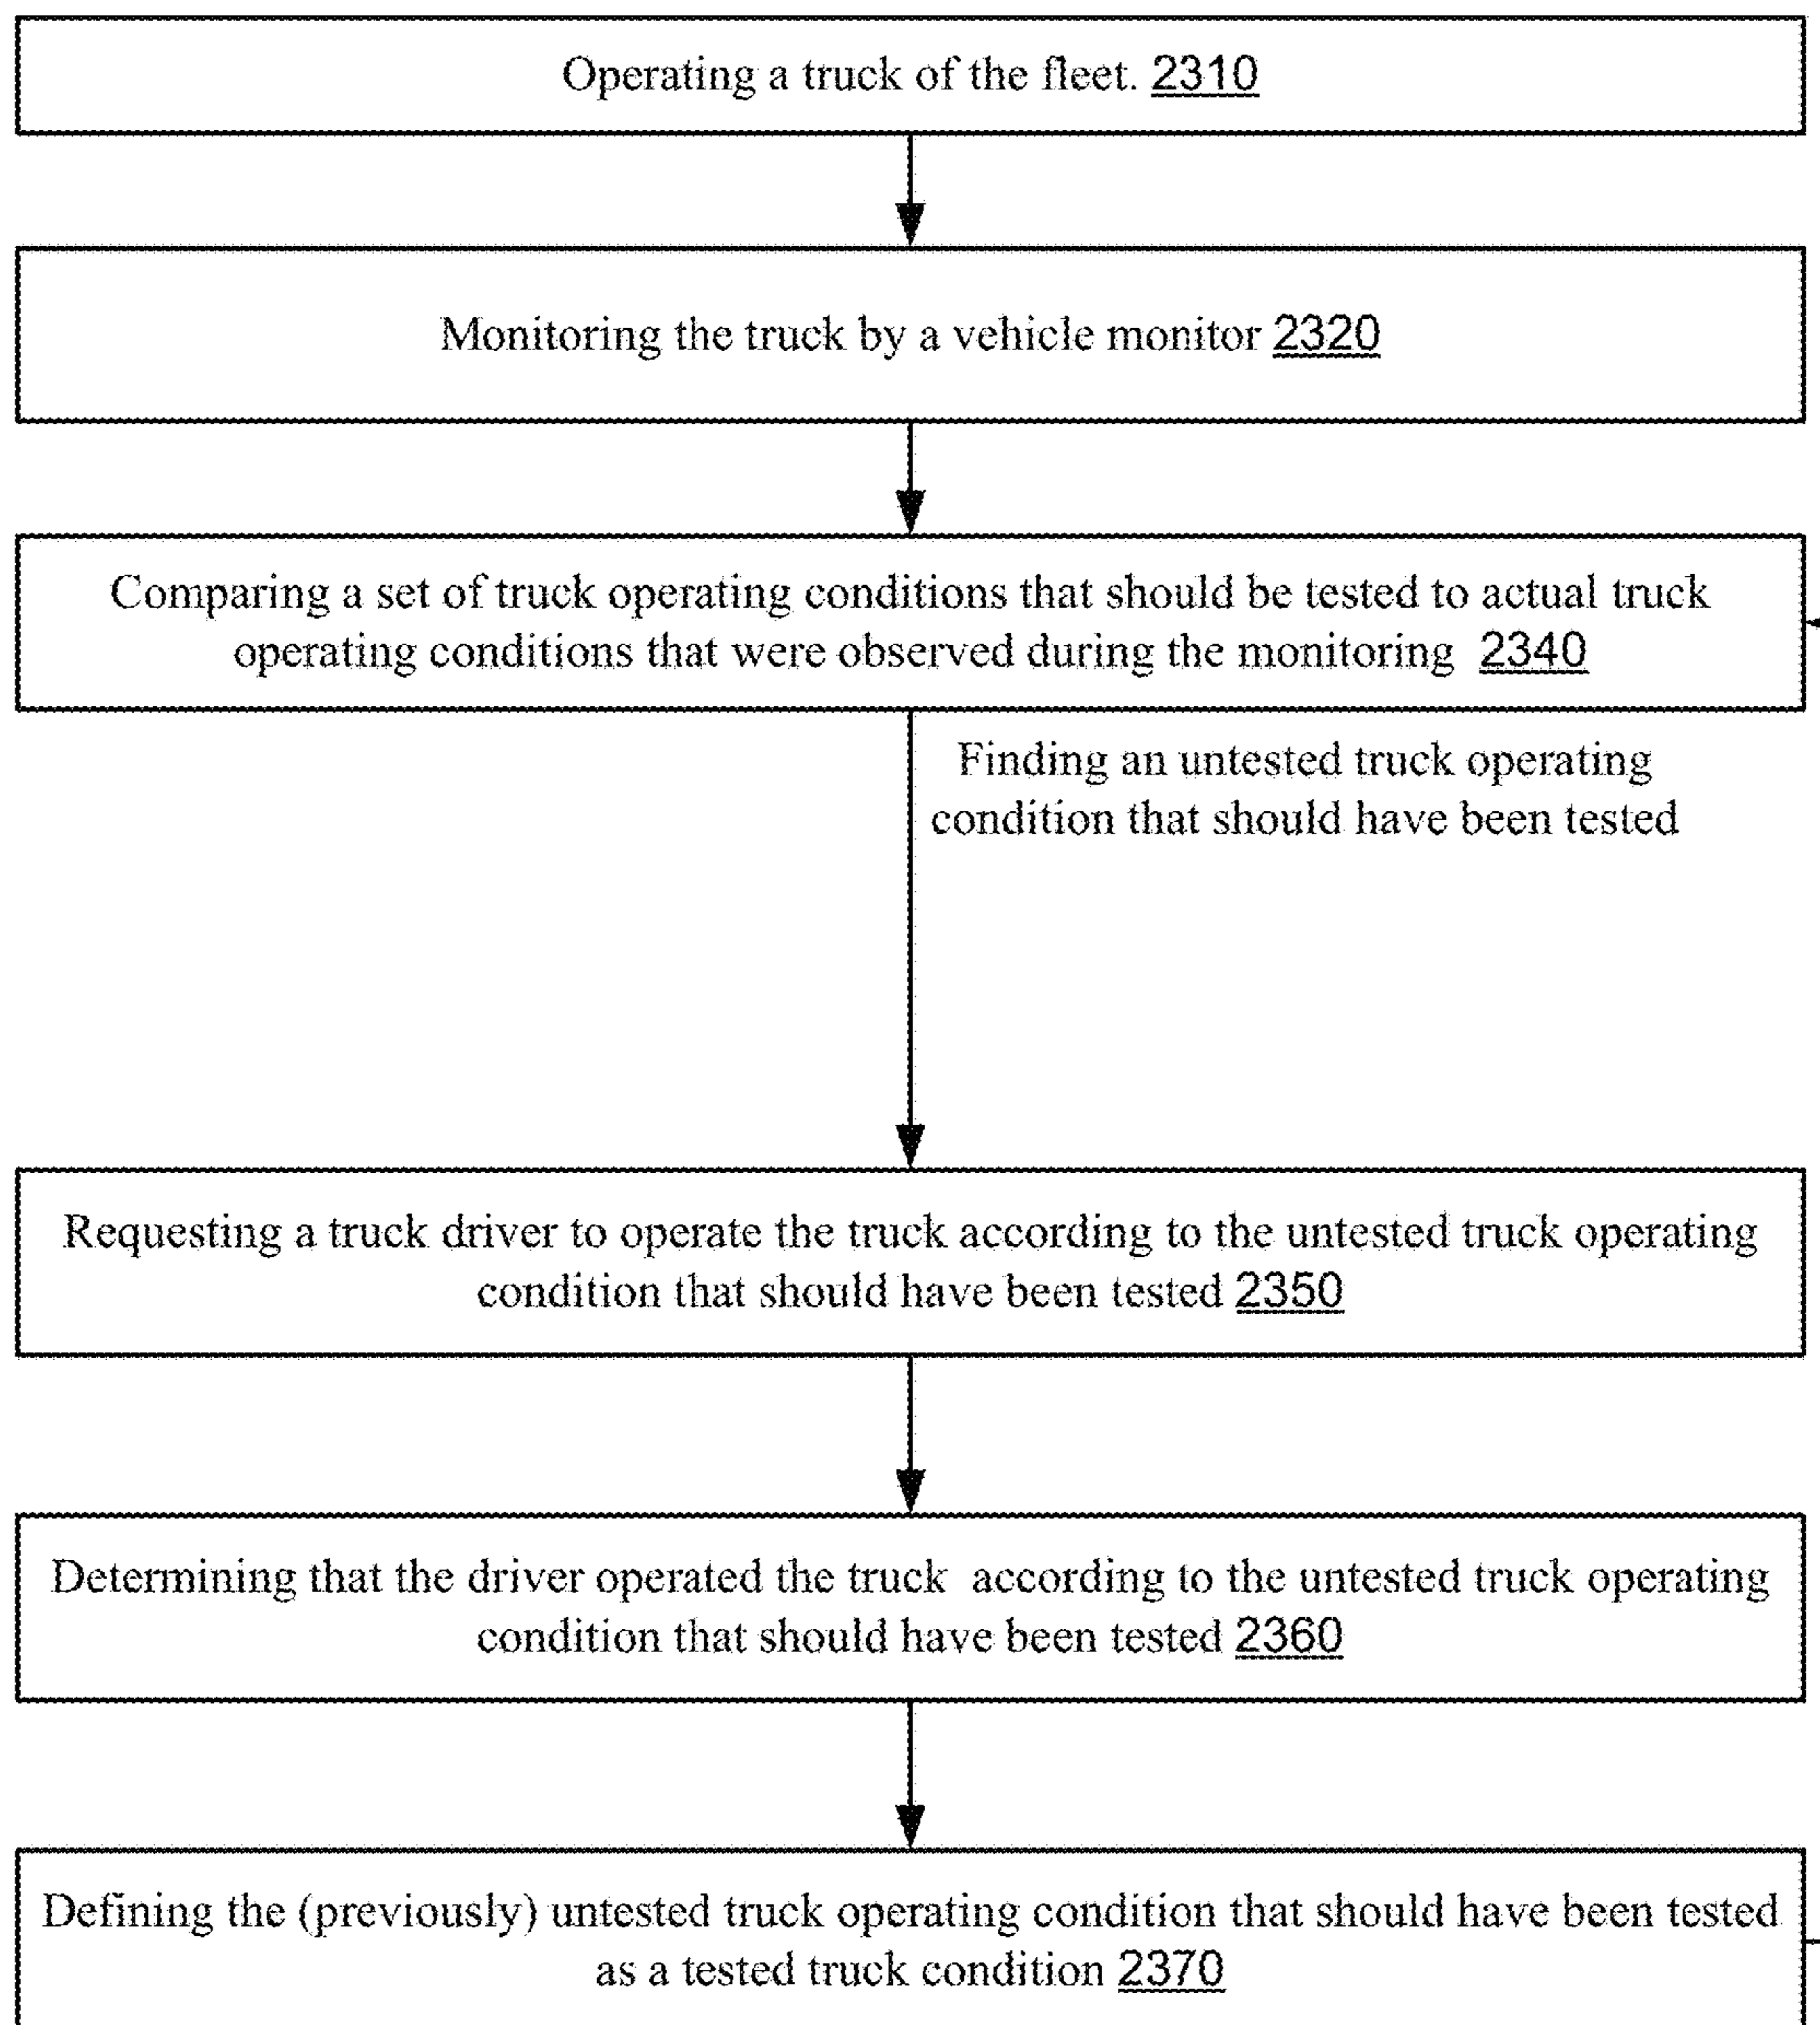 Operating a truck of the fleet. 2310
Monitoring the truck by a vehicle monitor 2320
Comparing a set of truck operating conditions that should be tested to actual truck
operating conditions that were observed during the monitoring 2340
Finding an untested truck operating
condition that should have been tested
Requesting a truck driver to operate the truck according to the untested truck operating
condition that should have been tested 2350
Determining that the driver operated the truck according to the untested truck operating
condition that should have been tested 2360
Defining the (previously) untested truck operating condition that should have been tested
as a tested truck condition 2370